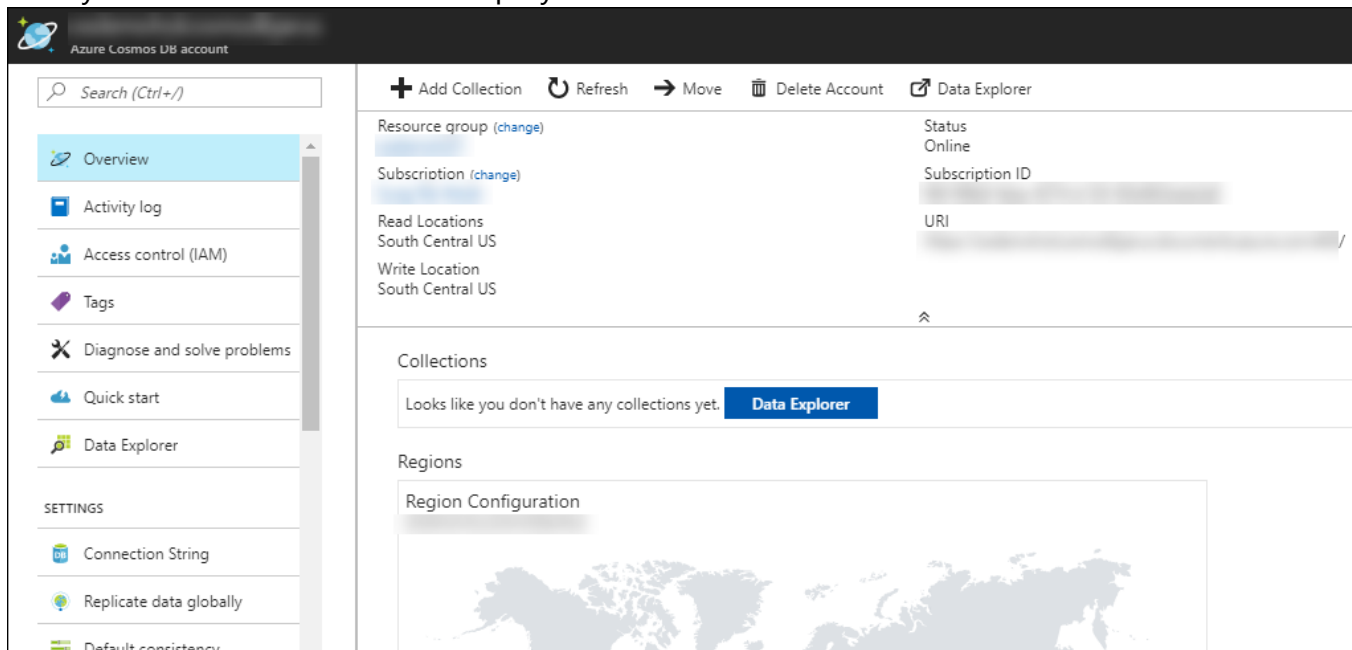 Azure Cosmos DB account
Search (Ctrl+/)
Overview
Activity log
Access control (IAM)
Tags
Diagnose and solve problems
Quick start
Data Explorer
SETTINGS
Connection String
Replicate data globally
Default consistency
Add Collection Refresh Move Delete Account Data Explorer
Resource group (change)
Subscription (change)
Read Locations
South Central US
Write Location
South Central US
Status
Online
Subscription ID
URI
/
Collections
Looks like you don't have any collections yet. Data Explorer
Regions
Region Configuration